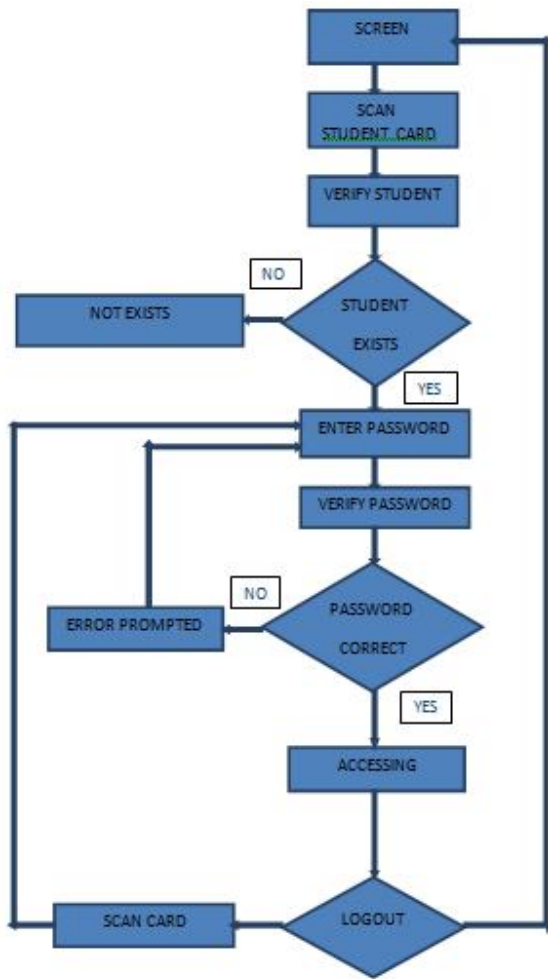 SCREEN
SCAN
STUDENT CARD
VERIFY STUDENT
NO
NOT EXISTS
STUDENT
EXISTS
YES
ENTER PASSWORD
VERIFY PASSWORD
NO
ERROR PROMPTED
PASSWORD
CORRECT
YES
ACCESSING
SCAN CARD
LOGOUT